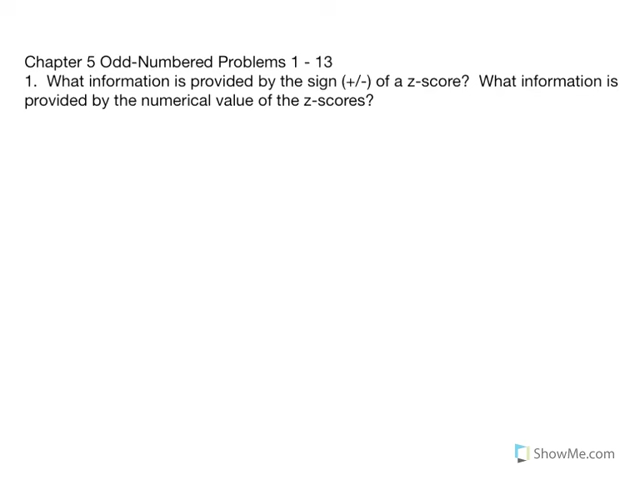 Chapter 5 Odd-Numbered Problems 1 - 13
1.  What information is provided by the sign (+/-) of a z-score?  What information is
provided by the numerical value of the z-scores?
ShowMe.com